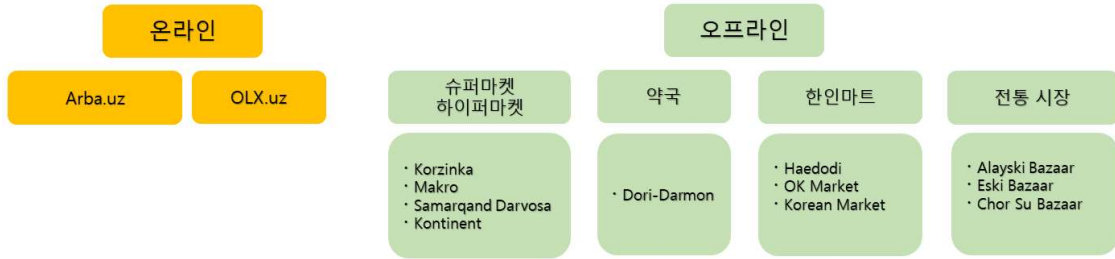 온라인
오프라인
Arba.uz
OLX.uz
슈퍼마켓
하이퍼마켓
약국
한인마트
전통 시장
· Korzinka
· Makro
· Samarqand Darvosa
· Kontinent
· Dori-Darmon
· Haedodi
· OK Market
· Korean Market
· Alayski Bazaar
· Eski Bazaar
· Chor Su Bazaar